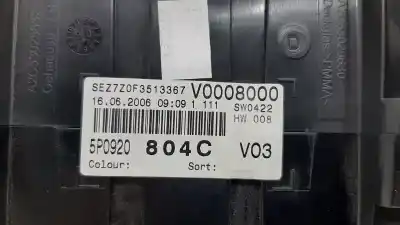 SEZ7Z0F3513367 V0008000
16.06.2006 09:09 1 111 SW0422
HW 008
5P0920 804C V03
Colour: Sort: